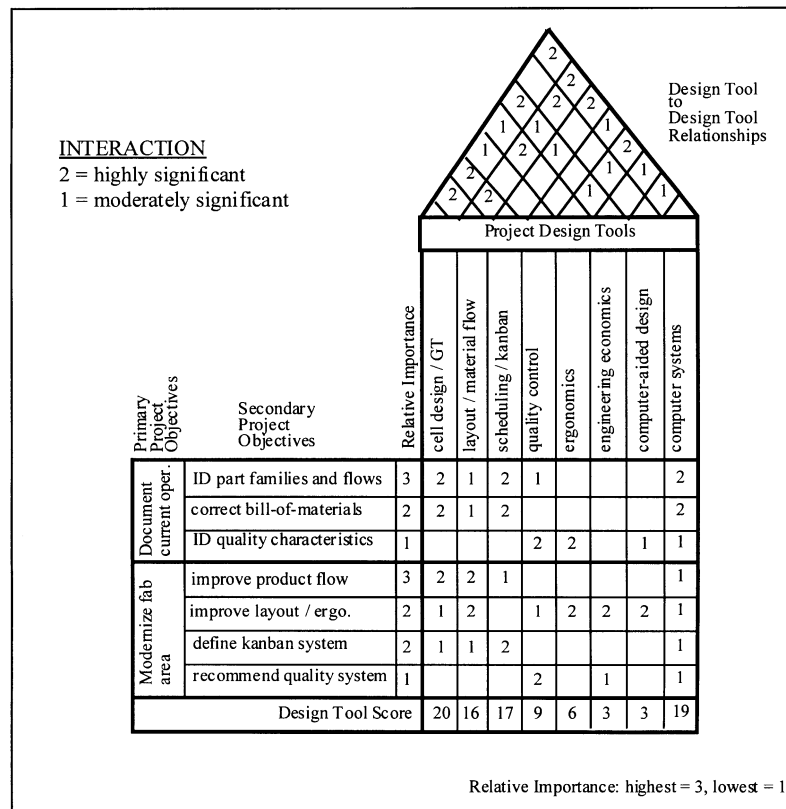 2
2
2 2 2
1 1 1
1 2 1 2
2 1 1
2 2 1 1
Design Tool
to
Design Tool
Relationships
INTERACTION
2 = highly significant
1 = moderately significant
Project Design Tools
Primary
Project
Objectives
Secondary
Project
Objectives
Relative Importance
cell design / GT
layout / material flow
scheduling / kanban
quality control
ergonomics
engineering economics
computer-aided design
computer systems
Document
current oper.
ID part families and flows 3 2 1 2 1 2
correct bill-of-materials 2 2 1 2 2
ID quality characteristics 1 2 2 1 1
Modernize fab
area
improve product flow 3 2 2 1 1
improve layout / ergo. 2 1 2 1 2 2 2 1
define kanban system 2 1 1 2 1
recommend quality system 1 2 1 1
Design Tool Score 20 16 17 9 6 3 3 19
Relative Importance: highest = 3, lowest = 1